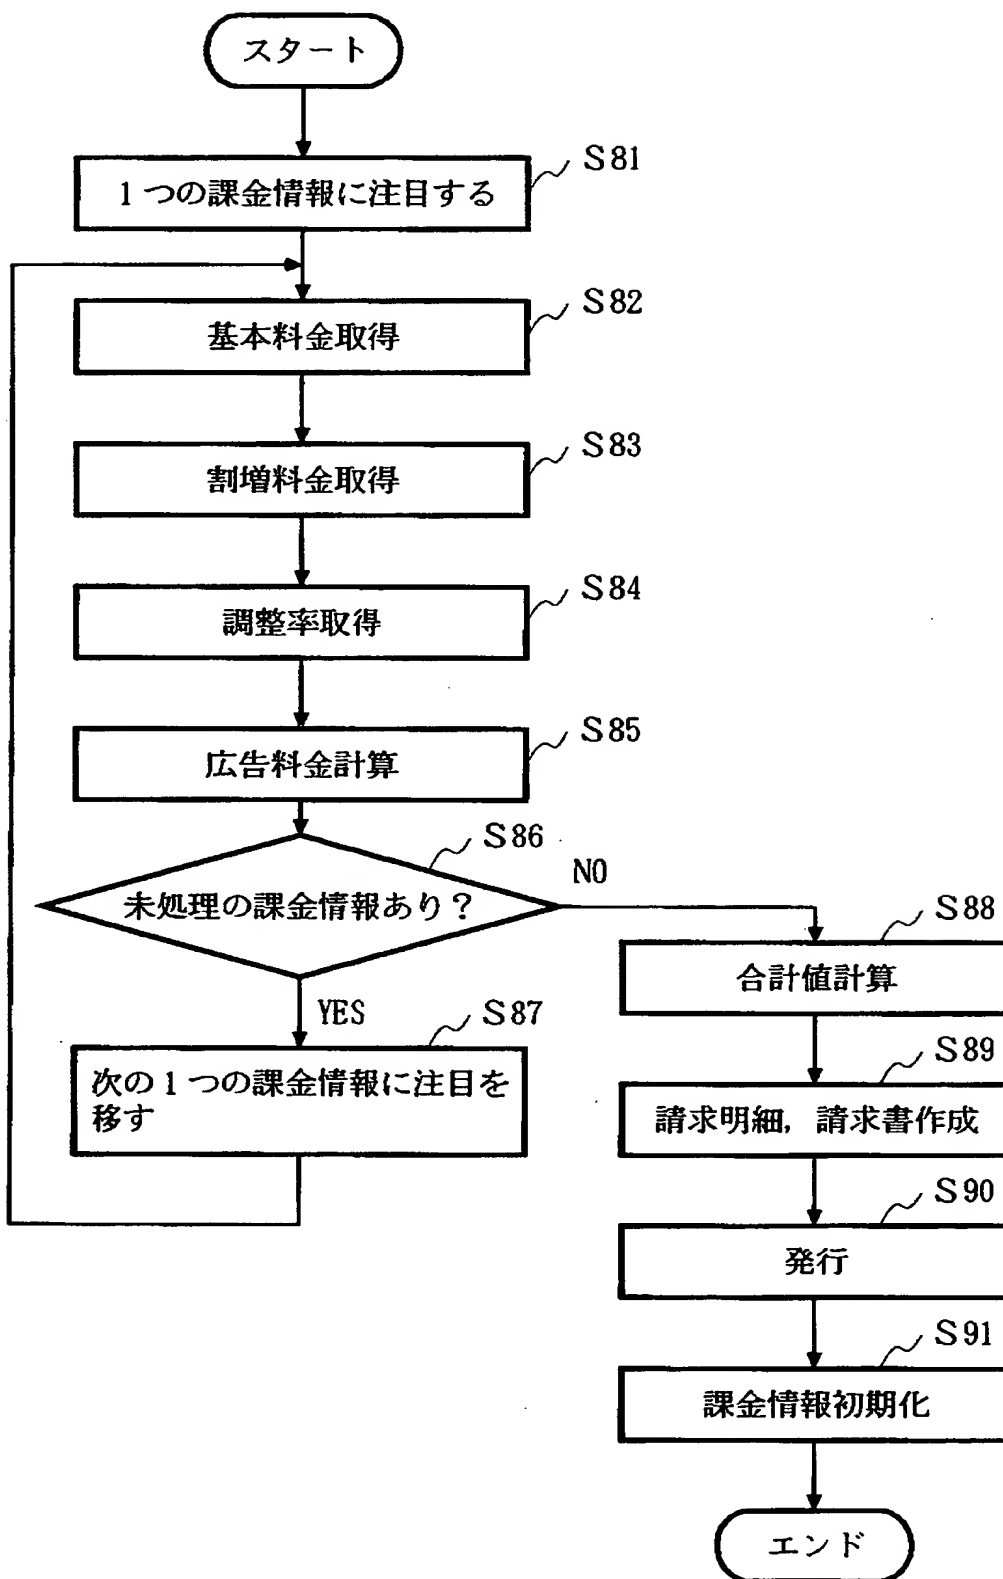 スタート
S81
1つの課金情報に注目する
S82
基本料金取得
S83
割増料金取得
S84
調整率取得
S85
広告料金計算
S86
未処理の課金情報あり？
NO
YES
S87
次の1つの課金情報に注目を
移す
S88
合計値計算
S89
請求明細，請求書作成
S90
発行
S91
課金情報初期化
エンド